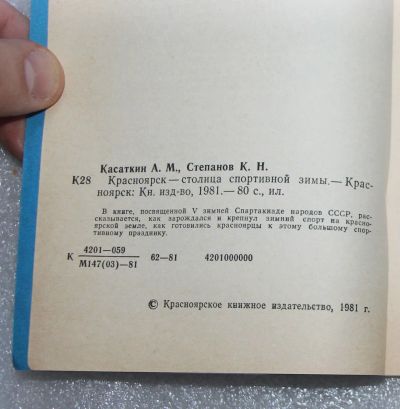 Касаткин А. М., Степанов К. Н.
К28 Красноярск — столица спортивной зимы. — Крас-
ноярск: Кн. изд-во, 1981. — 80 с., ил.
В книге, посвященной V зимней Спартакиаде народов СССР, рас-
сказывается, как зарождался и крепнул зимний спорт на красно-
ярской земле, как готовились красноярцы к этому большому спор-
тивному празднику.
К 4201—059
М147(03)—81 62—81 4201000000
© Красноярское книжное издательство, 1981 г.